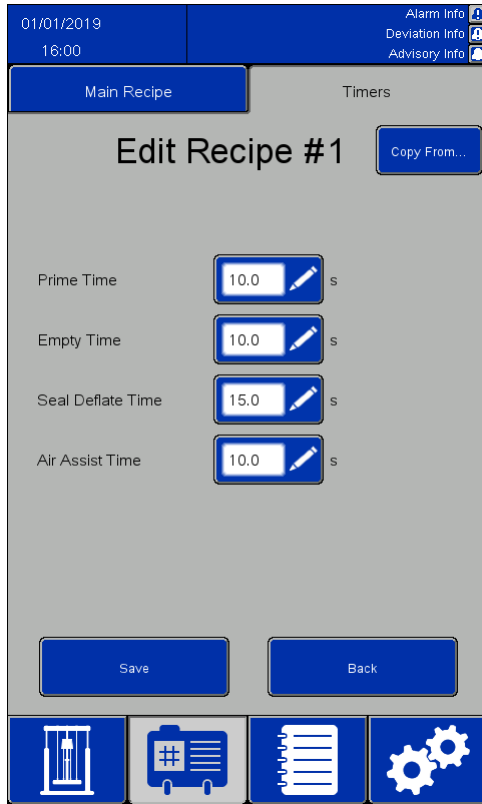 01/01/2019
16:00
Alarm Info
Deviation Info
Advisory Info
Main Recipe
Timers
Edit Recipe #1
Copy From...
Prime Time 10.0 s
Empty Time 10.0 s
Seal Deflate Time 15.0 s
Air Assist Time 10.0 s
Save
Back
#